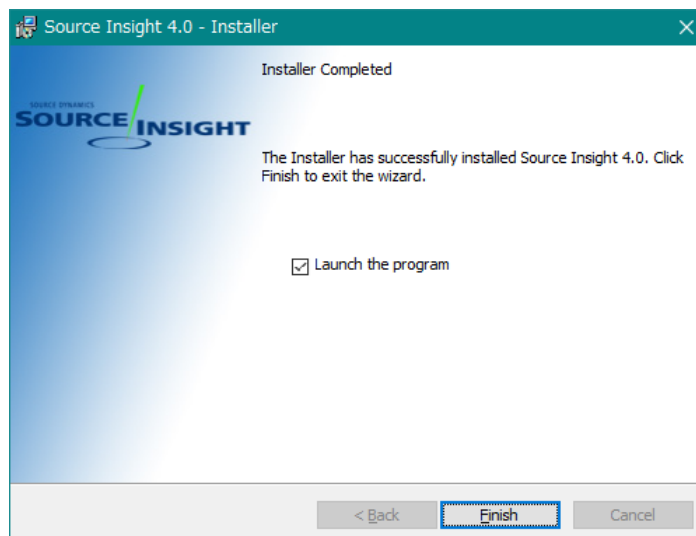 Source Insight 4.0 - Installer
Installer Completed
SOURCE DYNAMICS
SOURCE INSIGHT
The Installer has successfully installed Source Insight 4.0. Click
Finish to exit the wizard.
Launch the program
< Back Finish Cancel